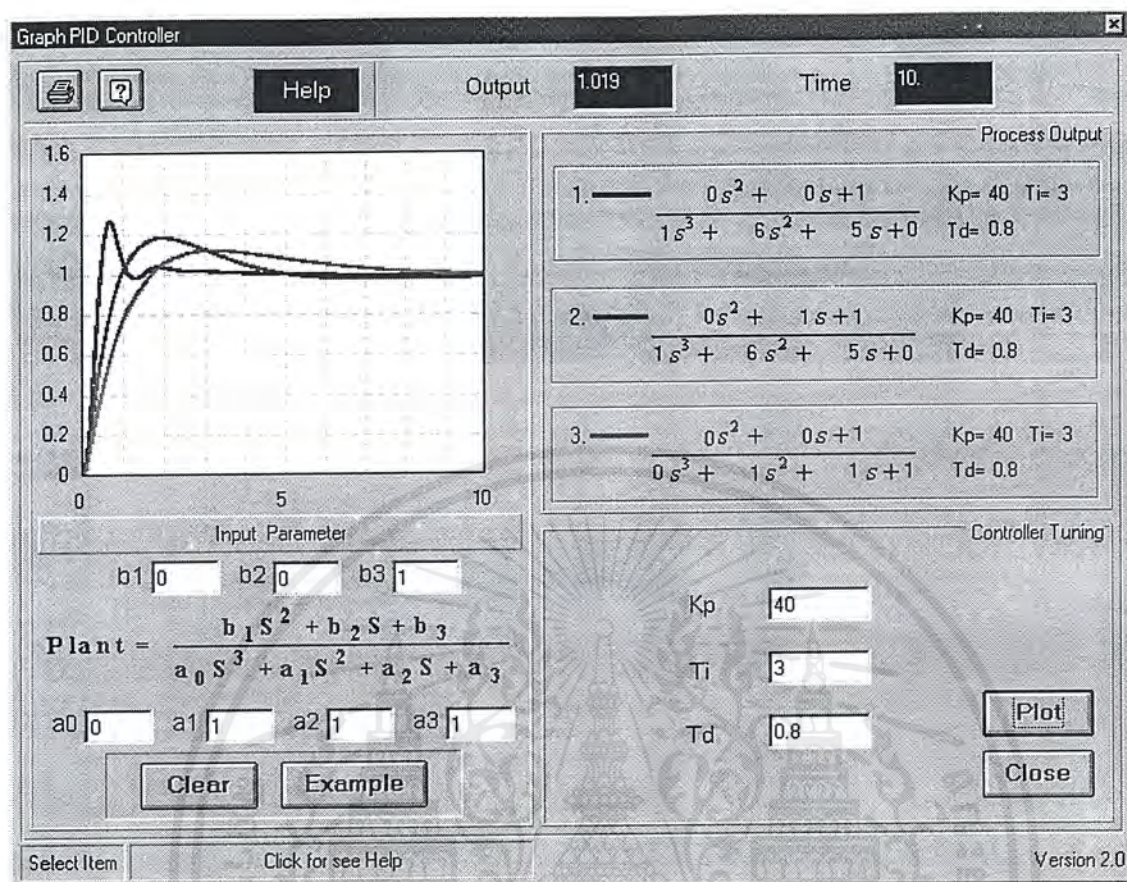 Graph PID Controller
Help
Output 1.019
Time 10.
1.6
1.4
1.2
1
0.8
0.6
0.4
0.2
0
0 5 10
Process Output
1. 0s² + 0s+1 Kp= 40 Ti= 3
1s³ + 6s² + 5s+0 Td= 0.8
2. 0s² + 1s+1 Kp= 40 Ti= 3
1s³ + 6s² + 5s+0 Td= 0.8
3. 0s² + 0s+1 Kp= 40 Ti= 3
0s³ + 1s² + 1s+1 Td= 0.8
Input Parameter
b1 0 b2 0 b3 1
Plant = b₁S² + b₂S + b₃
a₀S³ + a₁S² + a₂S + a₃
a0 0 a1 1 a2 1 a3 1
Clear Example
Controller Tuning
Kp 40
Ti 3
Td 0.8
Plot
Close
Select Item Click for see Help Version 2.0